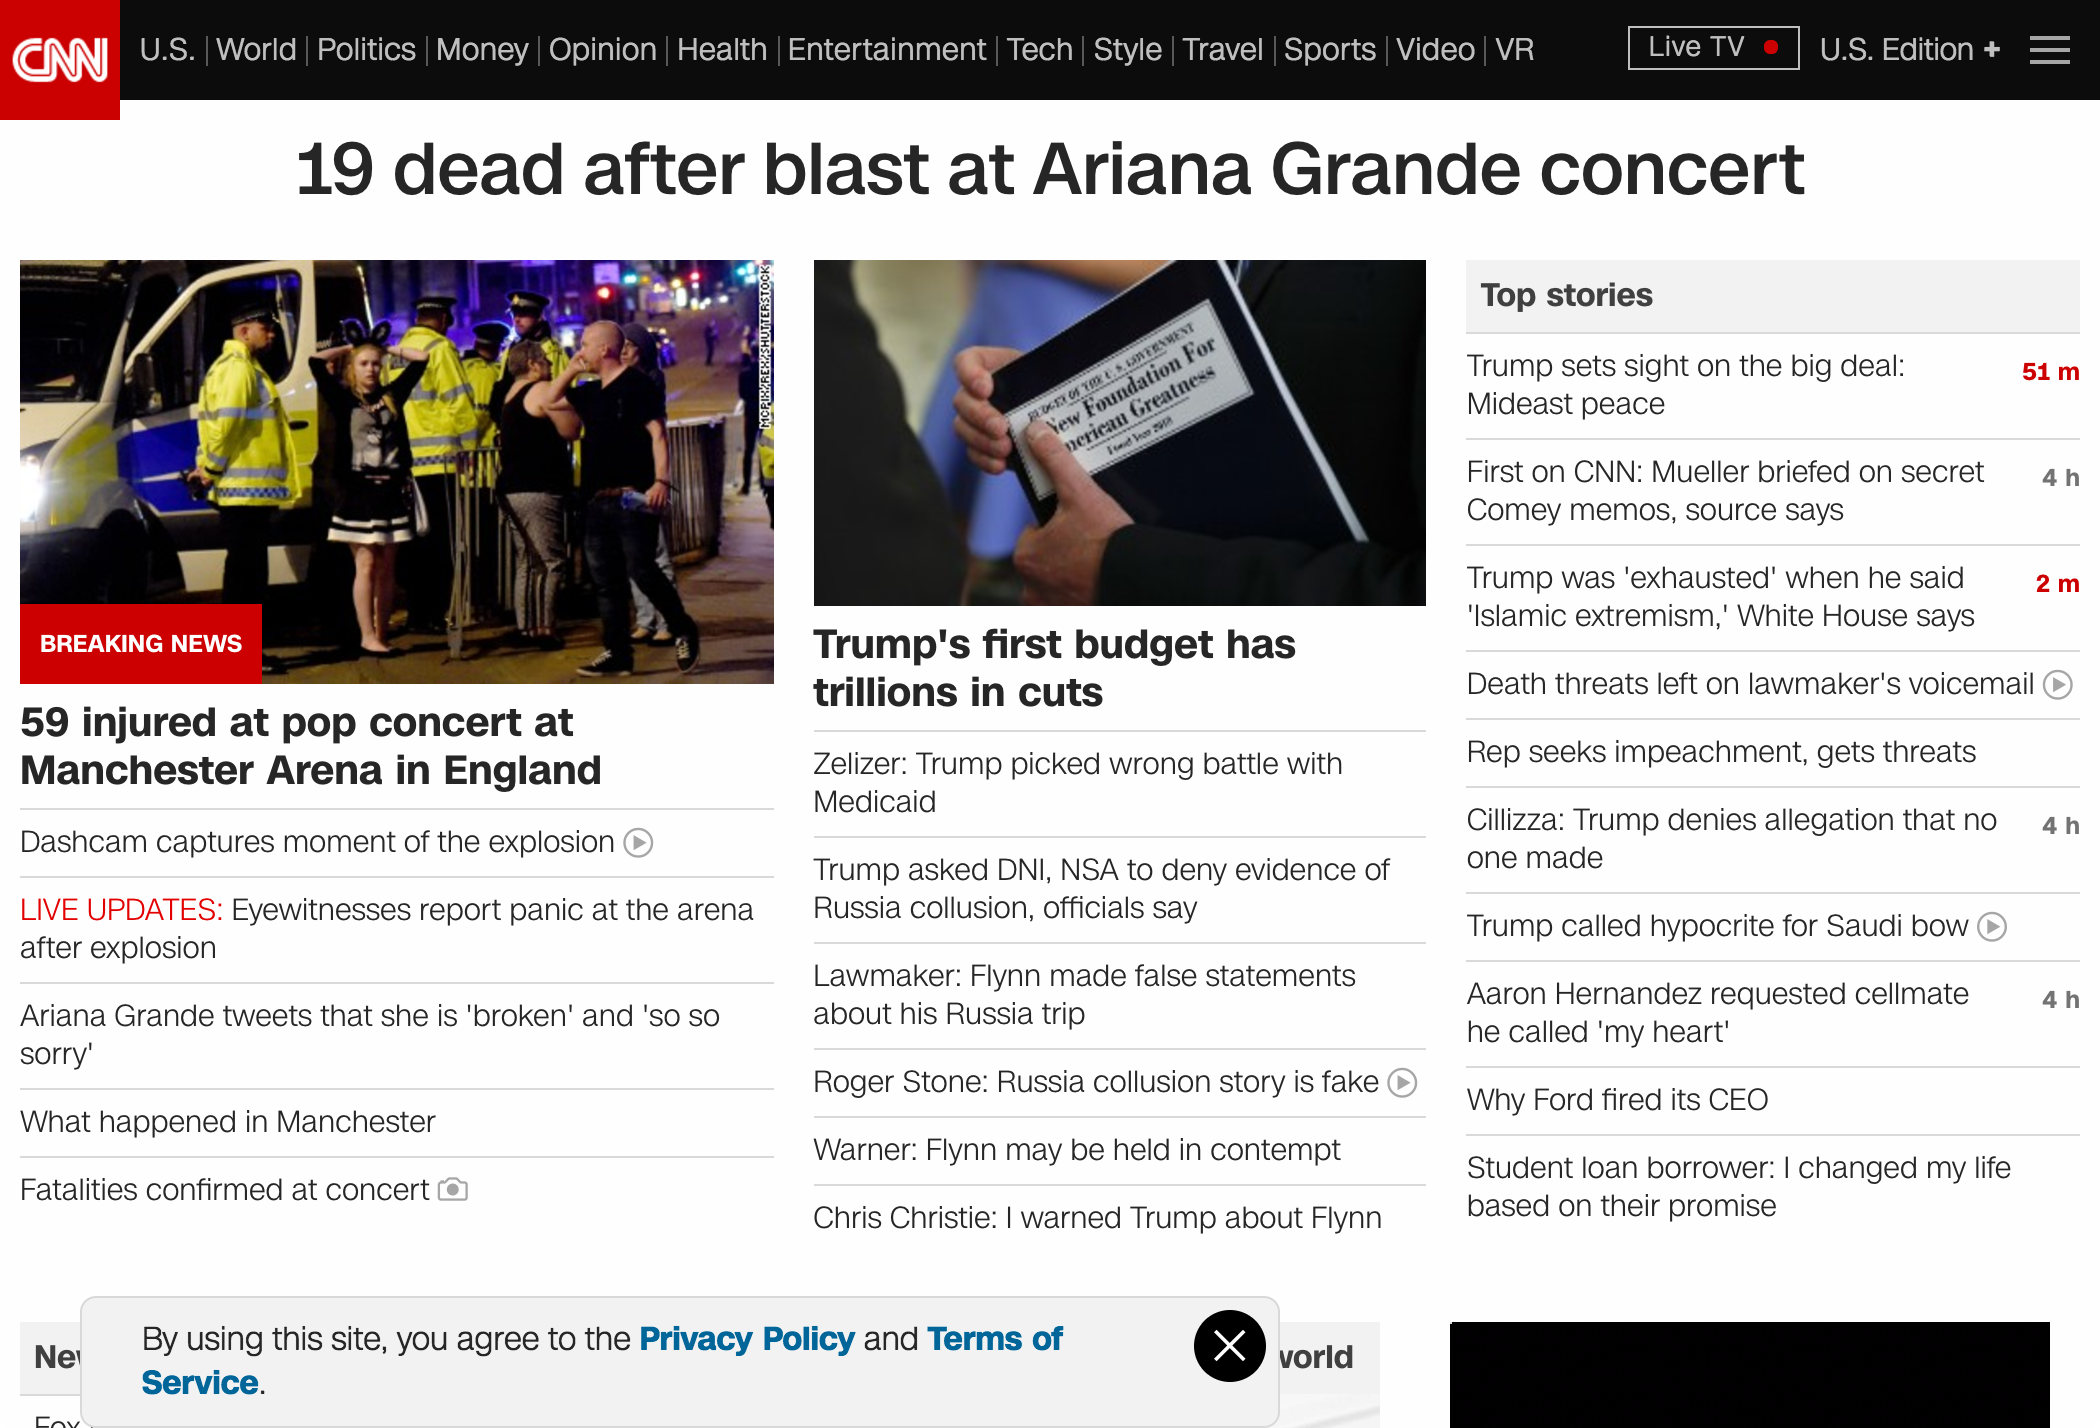 CNN
U.S. World Politics Money Opinion Health Entertainment Tech Style Travel Sports Video VR
Live TV
U.S. Edition +
19 dead after blast at Ariana Grande concert
MCPIX/REX/SHUTTERSTOCK
BREAKING NEWS
59 injured at pop concert at
Manchester Arena in England
Dashcam captures moment of the explosion
LIVE UPDATES: Eyewitnesses report panic at the arena
after explosion
Ariana Grande tweets that she is 'broken' and 'so so
sorry'
What happened in Manchester
Fatalities confirmed at concert
BUDGET OF THE U.S. GOVERNMENT
New Foundation For
American Greatness
Fiscal Year 2018
Trump's first budget has
trillions in cuts
Zelizer: Trump picked wrong battle with
Medicaid
Trump asked DNI, NSA to deny evidence of
Russia collusion, officials say
Lawmaker: Flynn made false statements
about his Russia trip
Roger Stone: Russia collusion story is fake
Warner: Flynn may be held in contempt
Chris Christie: I warned Trump about Flynn
Top stories
Trump sets sight on the big deal: 51 m
Mideast peace
First on CNN: Mueller briefed on secret 4 h
Comey memos, source says
Trump was 'exhausted' when he said 2 m
'Islamic extremism,' White House says
Death threats left on lawmaker's voicemail
Rep seeks impeachment, gets threats
Cillizza: Trump denies allegation that no 4 h
one made
Trump called hypocrite for Saudi bow
Aaron Hernandez requested cellmate 4 h
he called 'my heart'
Why Ford fired its CEO
Student loan borrower: I changed my life
based on their promise
By using this site, you agree to the Privacy Policy and Terms of
Service.
world